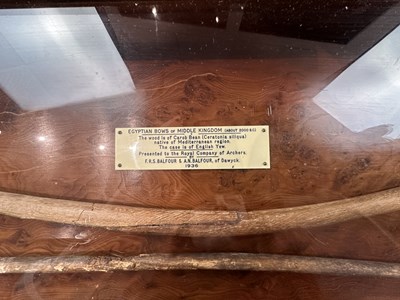 EGYPTIAN BOWS OF MIDDLE KINGDOM (ABOUT 2000 B.C)
The wood is of Carob Bean (Ceratonia siliqua)
native of Mediterranean region.
The case is of English Yew.
Presented to the Royal Company of Archers.
F.R.S. BALFOUR & A.N. BALFOUR, of Dawyck.
1936